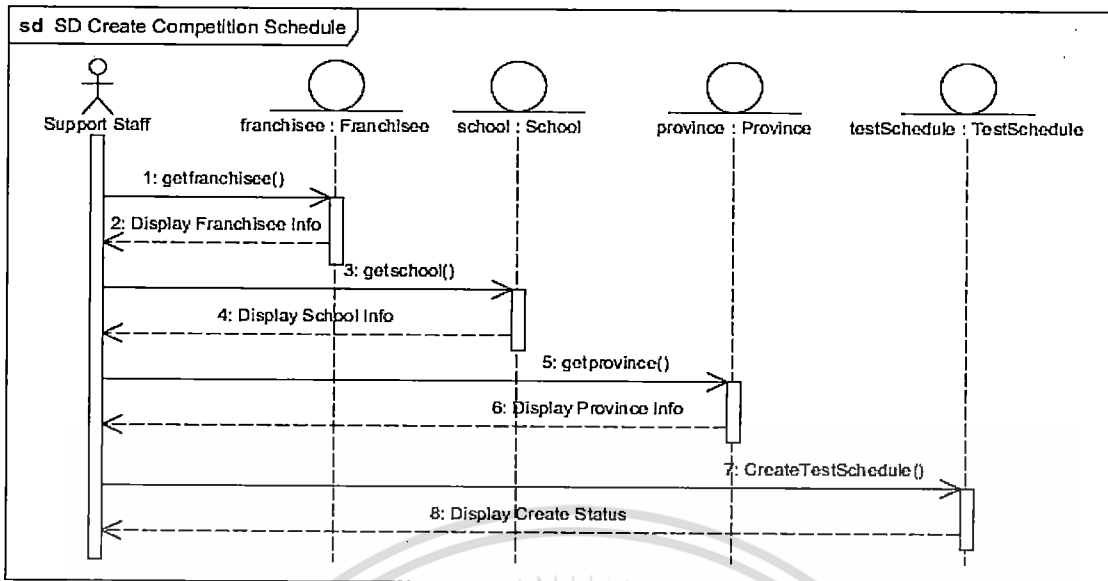 sd SD Create Competition Schedule
Support Staff
franchisee : Franchisee
school : School
province : Province
testSchedule : TestSchedule
1: getfranchisee()
2: Display Franchisee Info
3: getschool()
4: Display School Info
5: getprovince()
6: Display Province Info
7: CreateTestSchedule()
8: Display Create Status